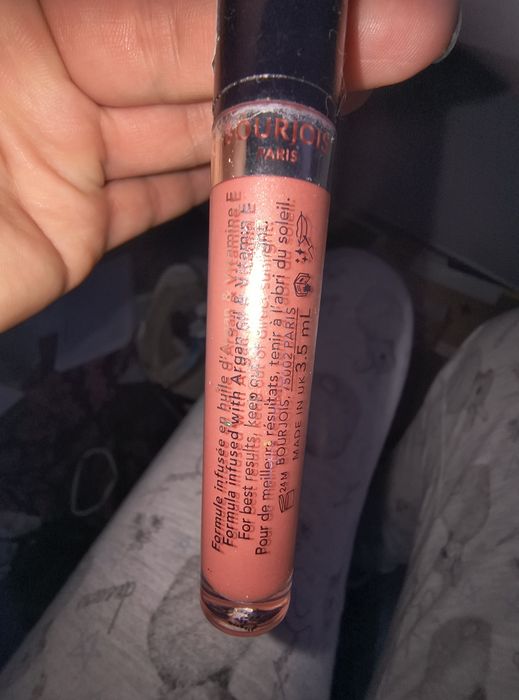 BOURJOIS
PARIS
Formule infusée en huile d'Argan & Vitamine E
Formula infused with Argan oil & Vitamine E
For best results, keep out of direct sunlight.
Pour de meilleurs résultats, tenir à l'abri du soleil.
24M BOURJOIS, 75002 PARIS
MADE IN UK 3.5 mL